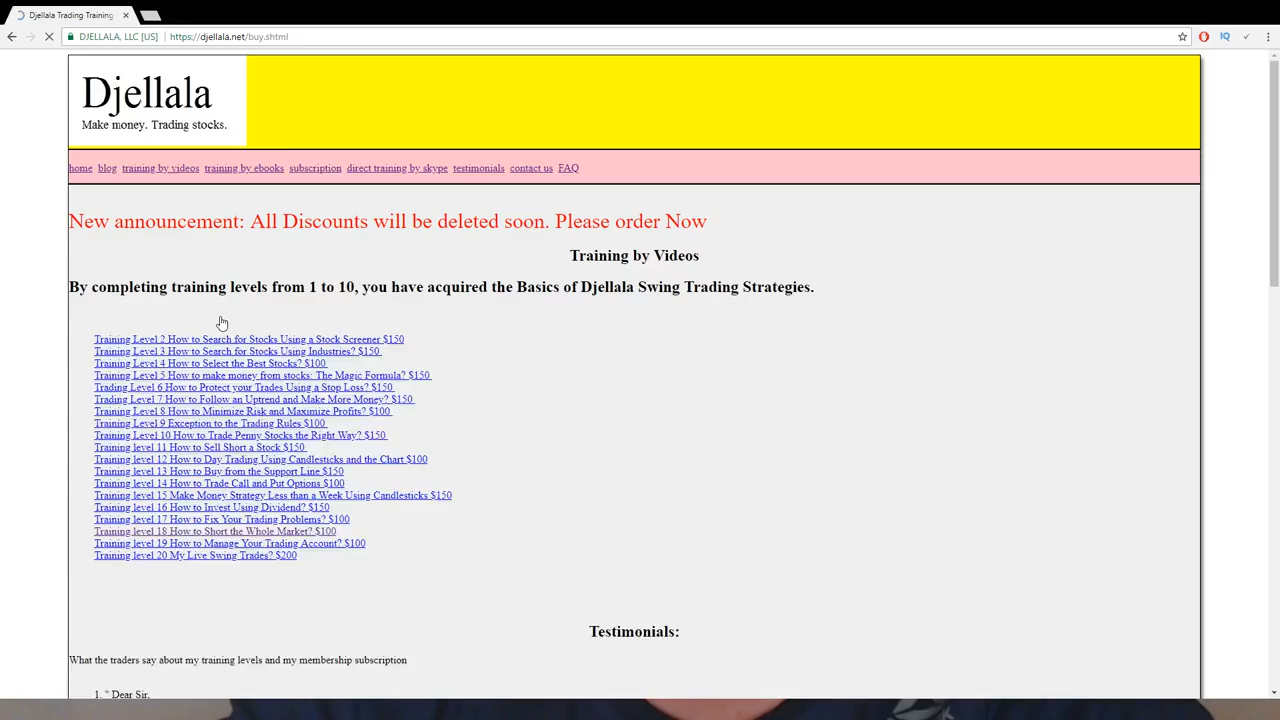 Djellala Trading Training
DJELLALA, LLC [US] https://djellala.net/buy.shtml
IQ
Djellala
Make money. Trading stocks.
home blog training by videos training by ebooks subscription direct training by skype testimonials contact us FAQ
New announcement: All Discounts will be deleted soon. Please order Now
Training by Videos
By completing training levels from 1 to 10, you have acquired the Basics of Djellala Swing Trading Strategies.
Training Level 2 How to Search for Stocks Using a Stock Screener $150
Training Level 3 How to Search for Stocks Using Industries? $150
Training Level 4 How to Select the Best Stocks? $100
Training Level 5 How to make money from stocks: The Magic Formula? $150
Trading Level 6 How to Protect your Trades Using a Stop Loss? $150
Trading Level 7 How to Follow an Uptrend and Make More Money? $150
Training Level 8 How to Minimize Risk and Maximize Profits? $100
Training Level 9 Exception to the Trading Rules $100
Training Level 10 How to Trade Penny Stocks the Right Way? $150
Training level 11 How to Sell Short a Stock $150
Training level 12 How to Day Trading Using Candlesticks and the Chart $100
Training level 13 How to Buy from the Support Line $150
Training level 14 How to Trade Call and Put Options $100
Training level 15 Make Money Strategy Less than a Week Using Candlesticks $150
Training level 16 How to Invest Using Dividend? $150
Training level 17 How to Fix Your Trading Problems? $100
Training level 18 How to Short the Whole Market? $100
Training level 19 How to Manage Your Trading Account? $100
Training level 20 My Live Swing Trades? $200
Testimonials:
What the traders say about my training levels and my membership subscription
1. " Dear Sir,